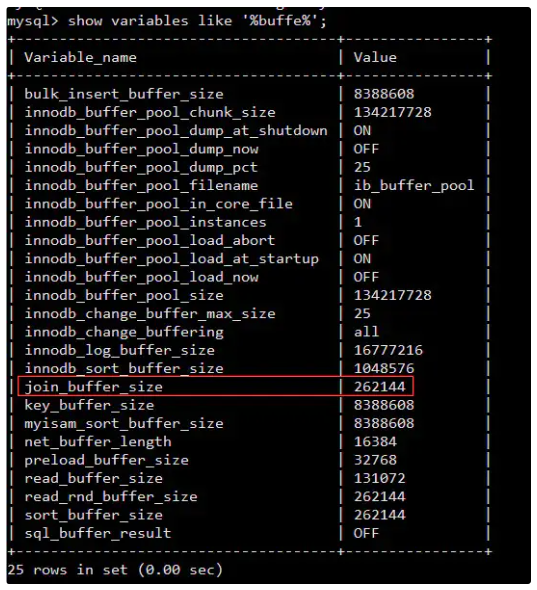 mysql> show variables like '%buffe%';
+-------------------------------------+----------------+
| Variable_name | Value |
+-------------------------------------+----------------+
| bulk_insert_buffer_size | 8388608 |
| innodb_buffer_pool_chunk_size | 134217728 |
| innodb_buffer_pool_dump_at_shutdown | ON |
| innodb_buffer_pool_dump_now | OFF |
| innodb_buffer_pool_dump_pct | 25 |
| innodb_buffer_pool_filename | ib_buffer_pool |
| innodb_buffer_pool_in_core_file | ON |
| innodb_buffer_pool_instances | 1 |
| innodb_buffer_pool_load_abort | OFF |
| innodb_buffer_pool_load_at_startup | ON |
| innodb_buffer_pool_load_now | OFF |
| innodb_buffer_pool_size | 134217728 |
| innodb_change_buffer_max_size | 25 |
| innodb_change_buffering | all |
| innodb_log_buffer_size | 16777216 |
| innodb_sort_buffer_size | 1048576 |
| join_buffer_size | 262144 |
| key_buffer_size | 8388608 |
| myisam_sort_buffer_size | 8388608 |
| net_buffer_length | 16384 |
| preload_buffer_size | 32768 |
| read_buffer_size | 131072 |
| read_rnd_buffer_size | 262144 |
| sort_buffer_size | 262144 |
| sql_buffer_result | OFF |
+-------------------------------------+----------------+
25 rows in set (0.00 sec)